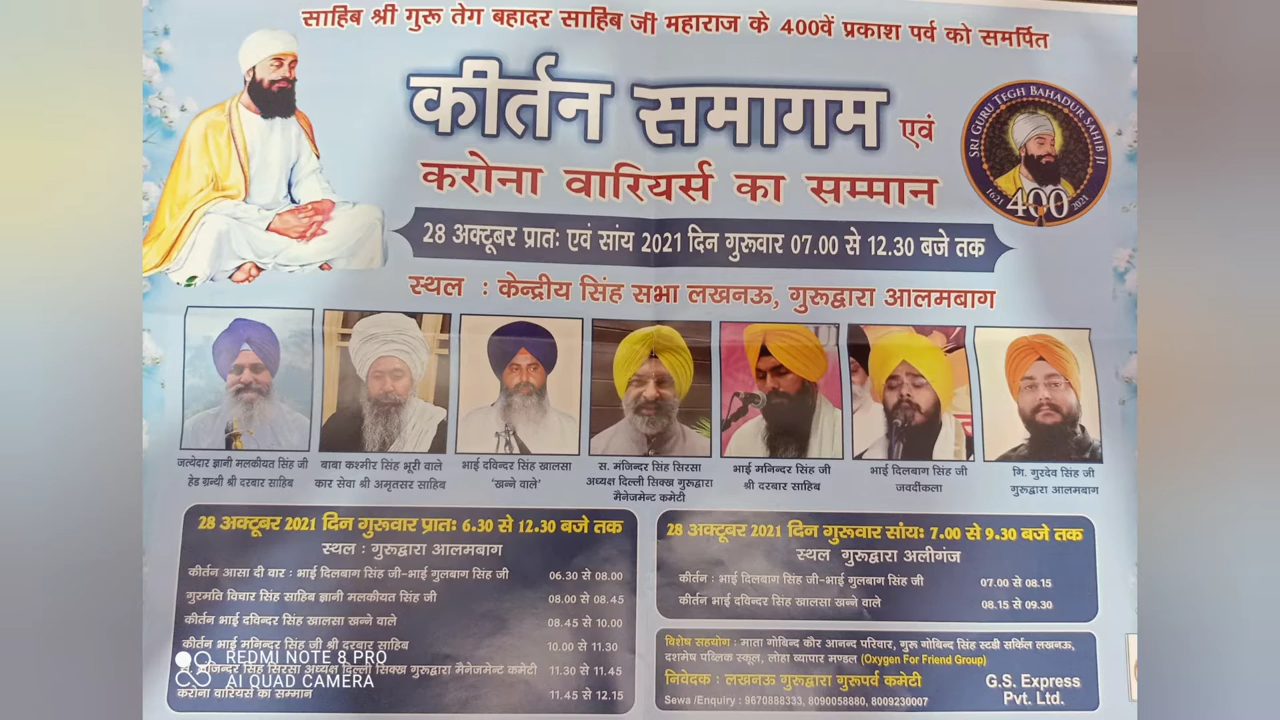 साहिब श्री गुरू तेग बहादर साहिब जी महाराज के 400वें प्रकाश पर्व को समर्पित
कीर्तन समागम एवं
करोना वारियर्स का सम्मान
SRI GURU TEGH BAHADUR SAHIB JI
1621 400 2021
28 अक्टूबर प्रातः एवं सांय 2021 दिन गुरूवार 07.00 से 12.30 बजे तक
स्थल : केन्द्रीय सिंह सभा लखनऊ, गुरूद्वारा आलमबाग
जत्थेदार ज्ञानी मलकीयत सिंह जी
हेड ग्रन्थी श्री दरबार साहिब
बाबा कश्मीर सिंह भूरी वाले
कार सेवा श्री अमृतसर साहिब
भाई दविन्दर सिंह खालसा
‘खन्ने वाले’
स. मंजिन्दर सिंह सिरसा
अध्यक्ष दिल्ली सिक्ख गुरूद्वारा
मैनेजमेन्ट कमेटी
भाई मनिन्दर सिंह जी
श्री दरबार साहिब
भाई दिलबाग सिंह जी
जवदीकला
गि. गुरदेव सिंह जी
गुरूद्वारा आलमबाग
28 अक्टूबर 2021 दिन गुरूवार प्रातः 6.30 से 12.30 बजे तक
स्थल : गुरूद्वारा आलमबाग
कीर्तन आसा दी वार : भाई दिलबाग सिंह जी-भाई गुलबाग सिंह जी 06.30 से 08.00
गुरमति विचार सिंह साहिब ज्ञानी मलकीयत सिंह जी 08.00 से 08.45
कीर्तन भाई दविन्दर सिंह खालसा खन्ने वाले 08.45 से 10.00
कीर्तन भाई मनिन्दर सिंह जी श्री दरबार साहिब 10.00 से 11.30
सिंह सिरसा अध्यक्ष दिल्ली सिक्ख गुरूद्वारा मैनेजमेन्ट कमेटी 11.30 से 11.45
करोना वारियर्स का सम्मान 11.45 से 12.15
28 अक्टूबर 2021 दिन गुरूवार सांयः 7.00 से 9.30 बजे तक
स्थल गुरूद्वारा अलीगंज
कीर्तन : भाई दिलबाग सिंह जी-भाई गुलबाग सिंह जी 07.00 से 08.15
कीर्तन भाई दविन्दर सिंह खालसा खन्ने वाले 08.15 से 09.30
विशेष सहयोग : माता गोबिन्द कौर आनन्द परिवार, गुरू गोबिन्द सिंह स्टडी सर्किल लखनऊ,
दशमेष पब्लिक स्कूल, लोहा व्यापार मण्डल (Oxygen For Friend Group)
निवेदक : लखनऊ गुरूद्वारा गुरूपर्व कमेटी
Sewa /Enquiry : 9670888333, 8090058880, 8009230007
G.S. Express
Pvt. Ltd.
REDMI NOTE 8 PRO
AI QUAD CAMERA